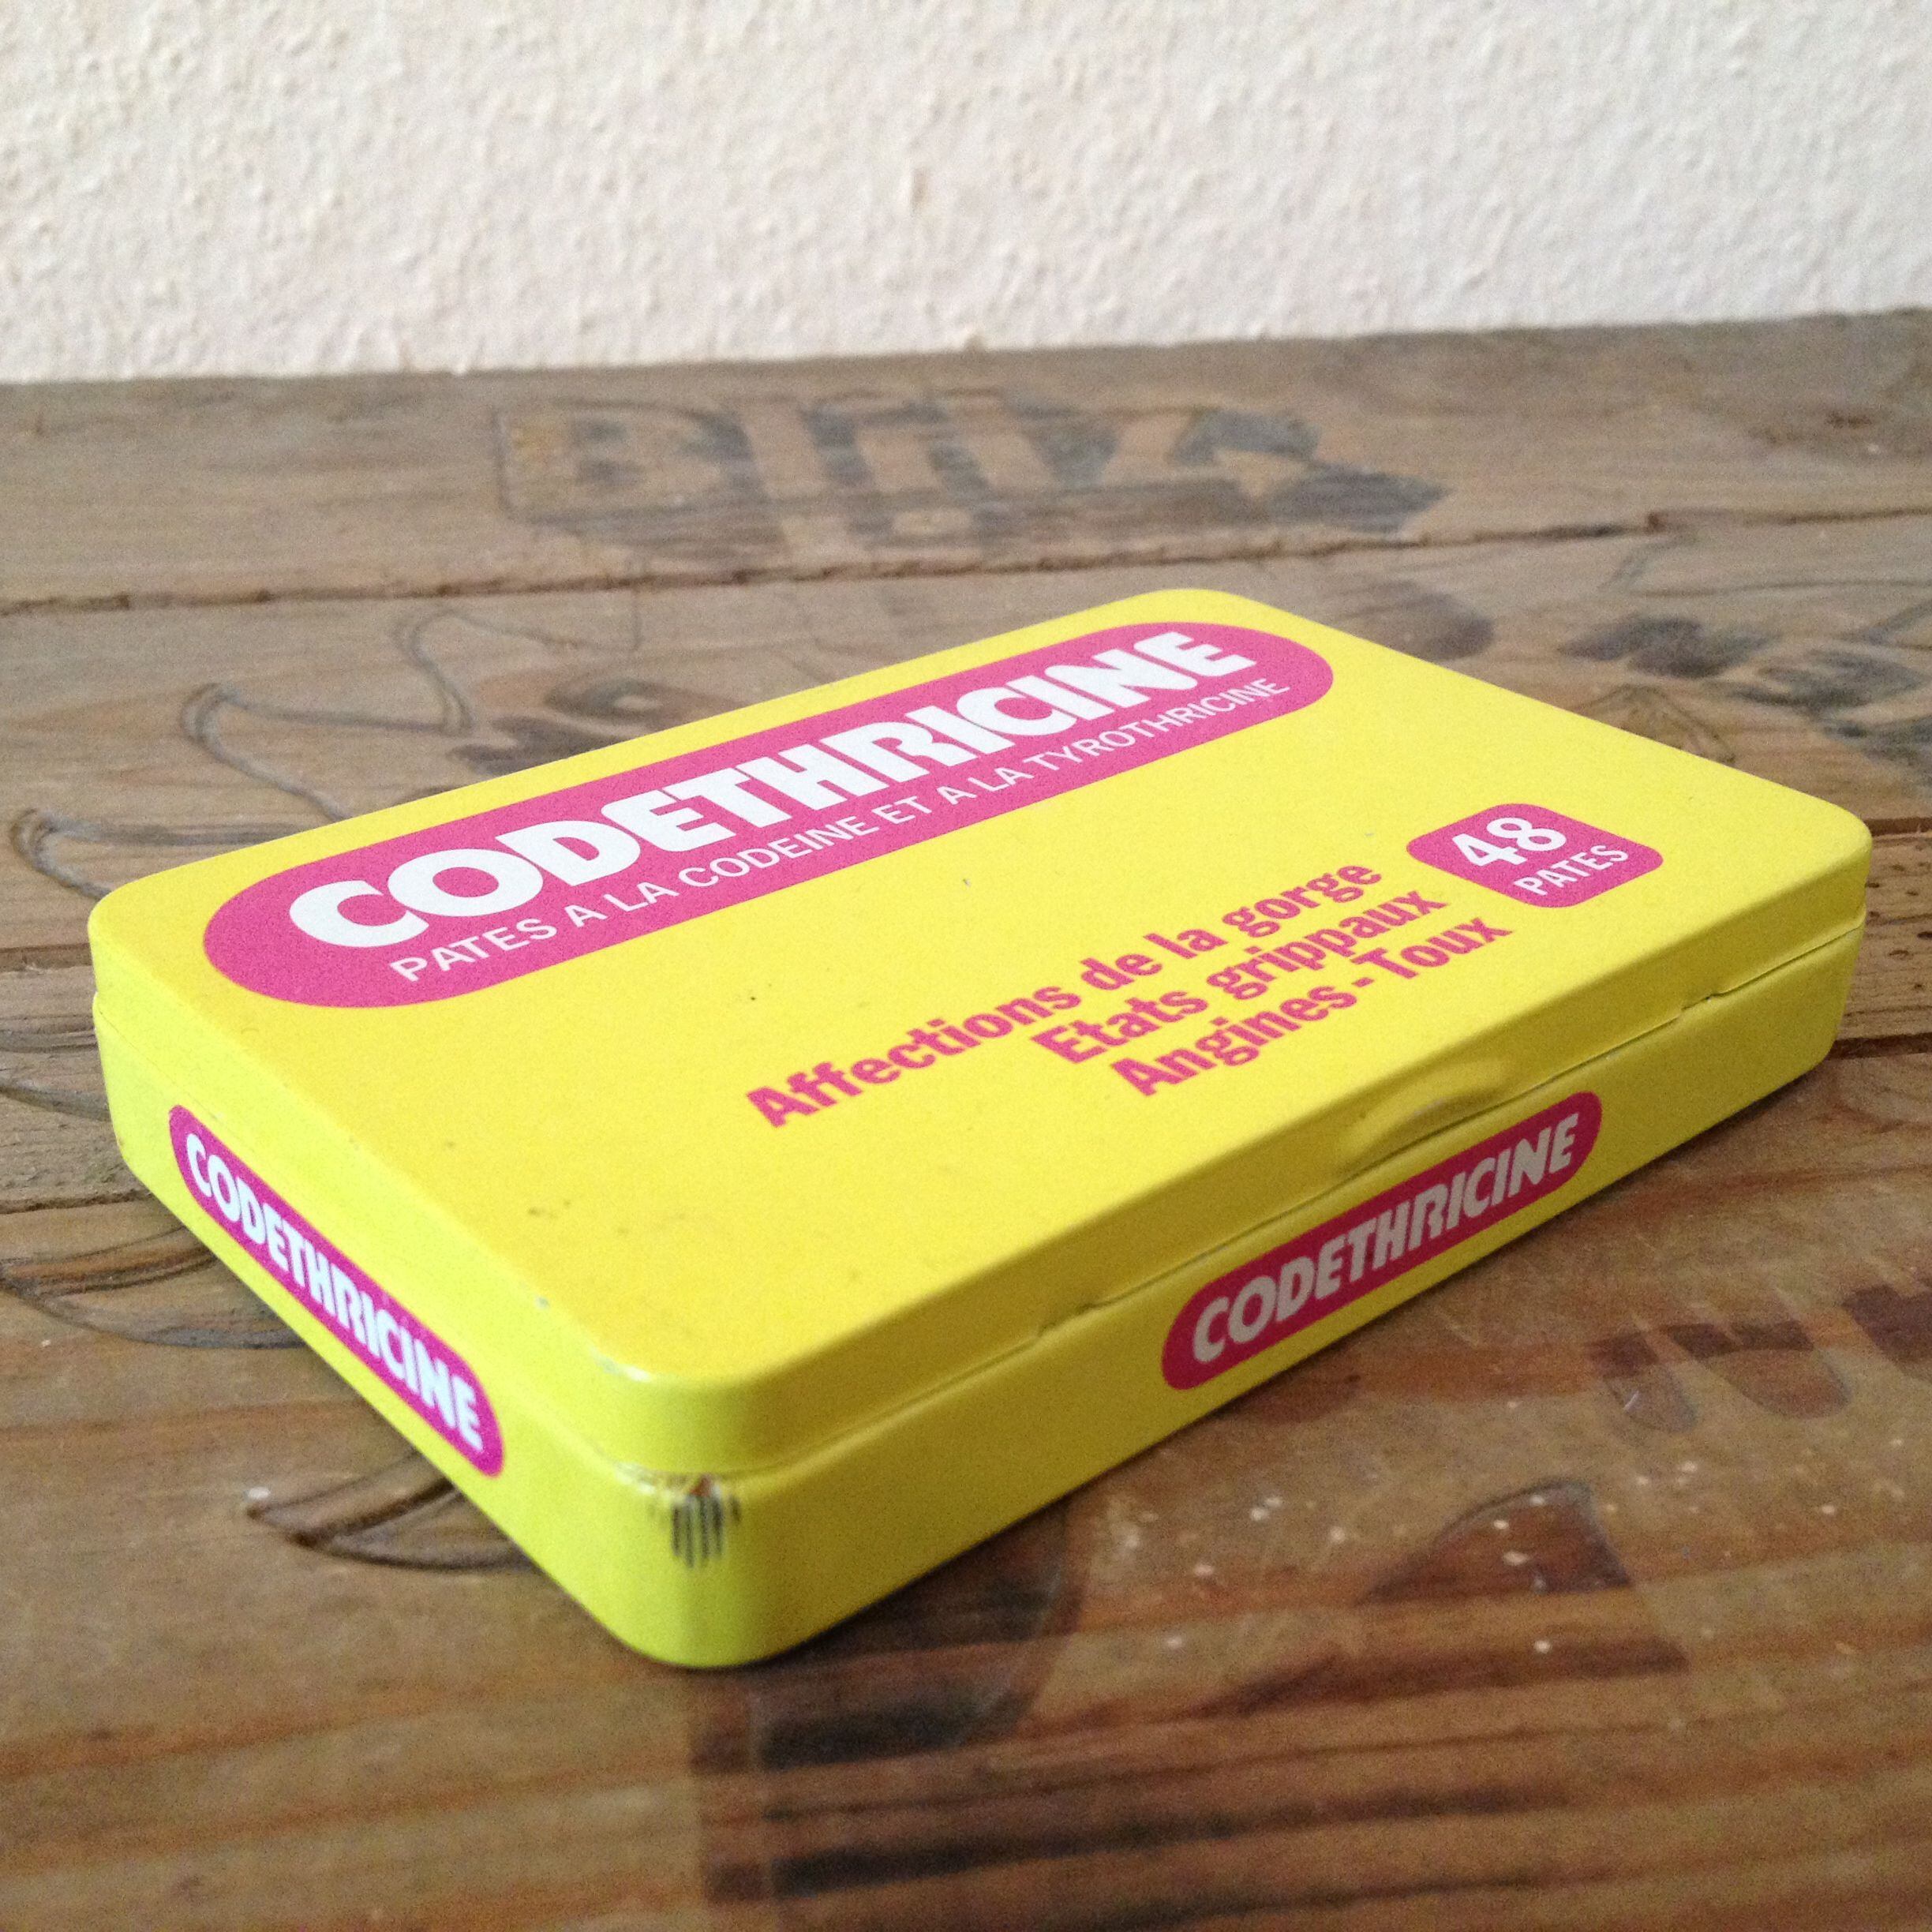 CODETHRICINE
PATES A LA CODEINE ET A LA TYROTHRICINE
48
PATES
Affections de la gorge
Etats grippaux
Angines - Toux
CODETHRICINE
CODETHRICINE